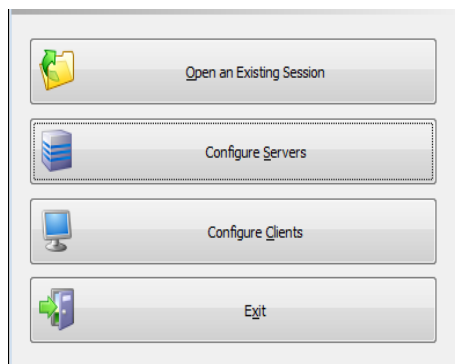 Open an Existing Session
Configure Servers
Configure Clients
Exit